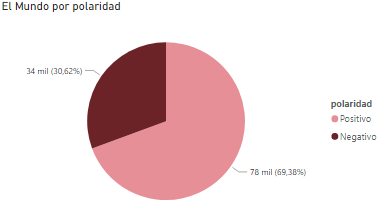 El Mundo por polaridad
34 mil (30,62%)
78 mil (69,38%)
polaridad
Positivo
Negativo